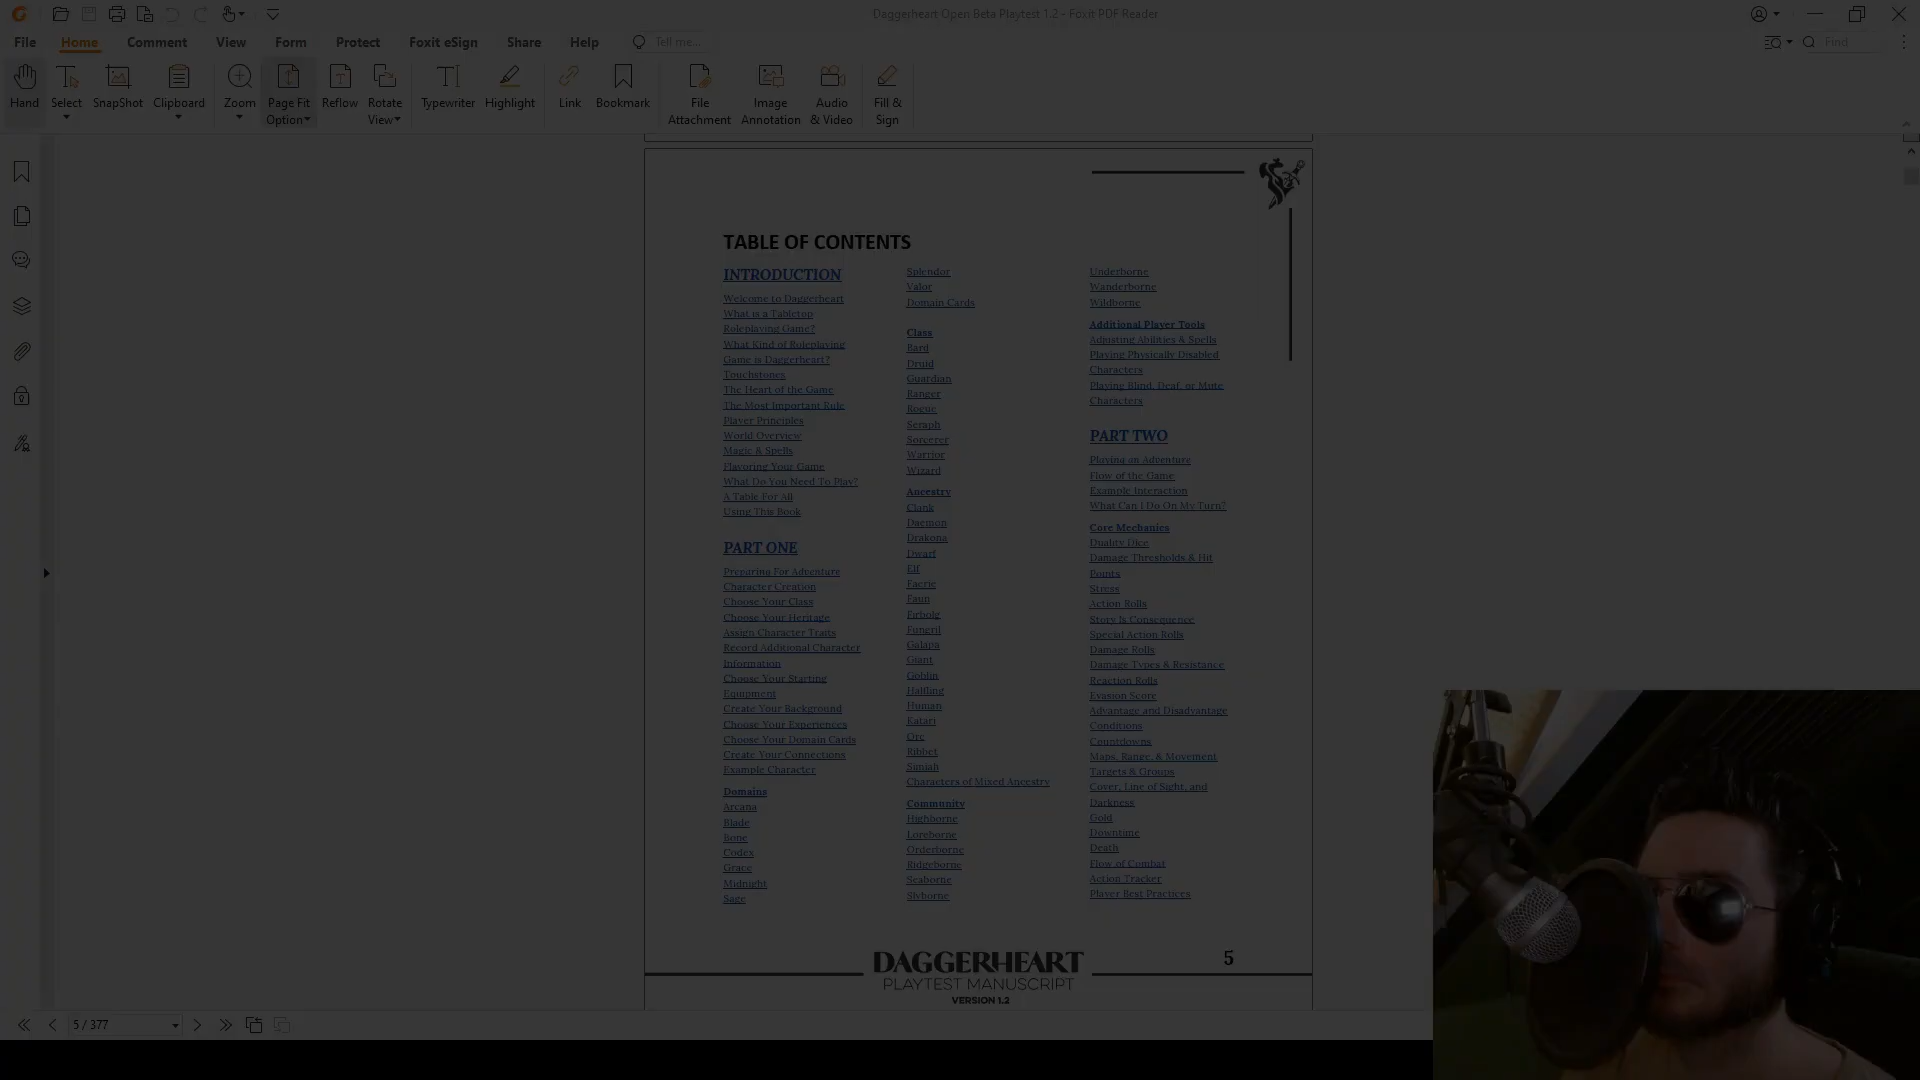 Daggerheart Open Beta Playtest 1.2 - Foxit PDF Reader
File
Home
Comment
View
Form
Protect
Foxit eSign
Share
Help
Tell me...
Find
Hand
Select
SnapShot
Clipboard
Zoom
Page Fit
Option
Reflow
Rotate
View
Typewriter
Highlight
Link
Bookmark
File
Attachment
Image
Annotation
Audio
& Video
Fill &
Sign
TABLE OF CONTENTS
INTRODUCTION
Welcome to Daggerheart
What is a Tabletop
Roleplaying Game?
What Kind of Roleplaying
Game is Daggerheart?
Touchstones
The Heart of the Game
The Most Important Rule
Player Principles
World Overview
Magic & Spells
Flavoring Your Game
What Do You Need To Play?
A Table For All
Using This Book
PART ONE
Preparing For Adventure
Character Creation
Choose Your Class
Choose Your Heritage
Assign Character Traits
Record Additional Character
Information
Choose Your Starting
Equipment
Create Your Background
Choose Your Experiences
Choose Your Domain Cards
Create Your Connections
Example Character
Domains
Arcana
Blade
Bone
Codex
Grace
Midnight
Sage
Splendor
Valor
Domain Cards
Class
Bard
Druid
Guardian
Ranger
Rogue
Seraph
Sorcerer
Warrior
Wizard
Ancestry
Clank
Daemon
Drakona
Dwarf
Elf
Faerie
Faun
Firbolg
Fungril
Galapa
Giant
Goblin
Halfling
Human
Katari
Orc
Ribbet
Simiah
Characters of Mixed Ancestry
Community
Highborne
Loreborne
Orderborne
Ridgeborne
Seaborne
Slyborne
Underborne
Wanderborne
Wildborne
Additional Player Tools
Adjusting Abilities & Spells
Playing Physically Disabled
Characters
Playing Blind, Deaf, or Mute
Characters
PART TWO
Playing an Adventure
Flow of the Game
Example Interaction
What Can I Do On My Turn?
Core Mechanics
Duality Dice
Damage Thresholds & Hit
Points
Stress
Action Rolls
Story Is Consequence
Special Action Rolls
Damage Rolls
Damage Types & Resistance
Reaction Rolls
Evasion Score
Advantage and Disadvantage
Conditions
Countdowns
Maps, Range, & Movement
Targets & Groups
Cover, Line of Sight, and
Darkness
Gold
Downtime
Death
Flow of Combat
Action Tracker
Player Best Practices
DAGGERHEART
PLAYTEST MANUSCRIPT
VERSION 1.2
5
5 / 377